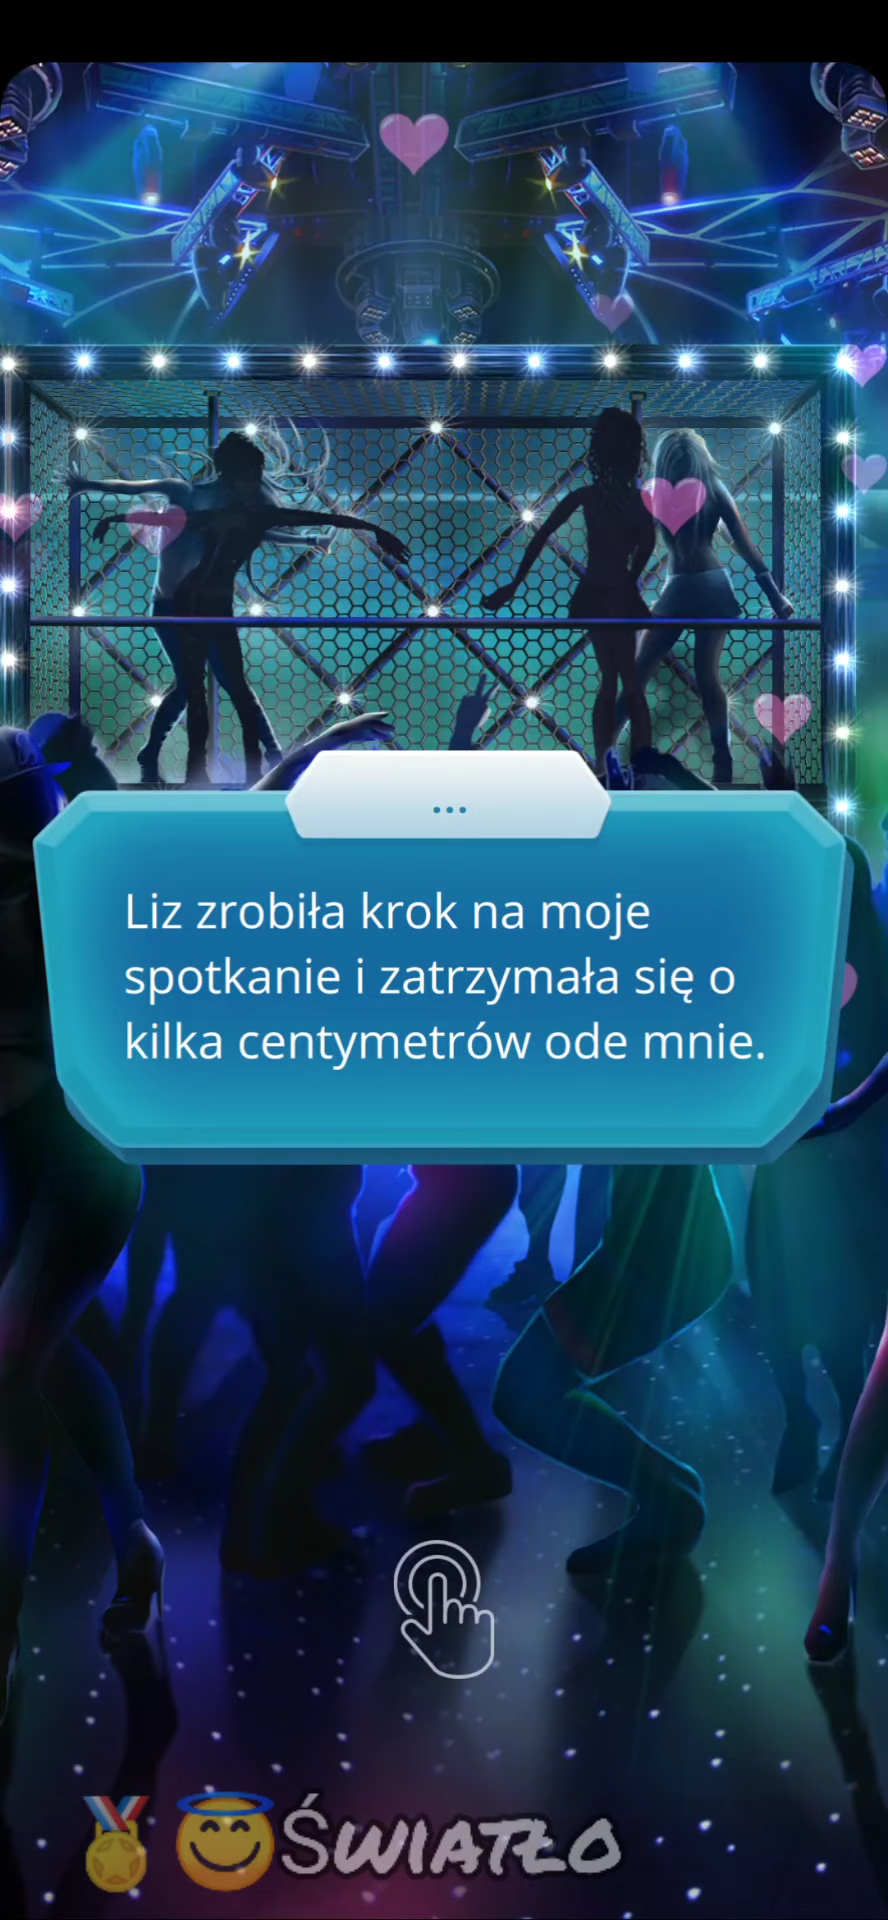 ...
Liz zrobiła krok na moje
spotkanie i zatrzymała się o
kilka centymetrów ode mnie.
🏅 😇ŚWIATŁO